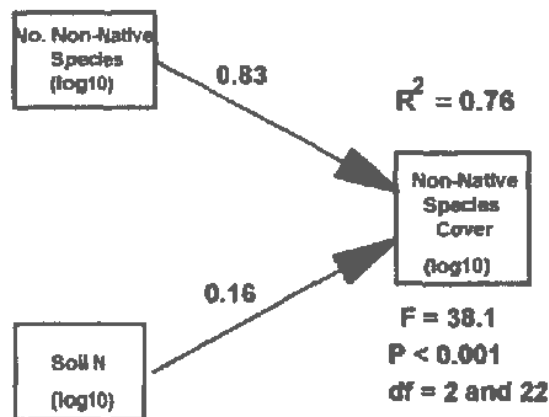 No. Non-Native
Species
(log10)
0.83
R² = 0.76
Non-Native
Species
Cover
(log10)
0.16
Soil N
(log10)
F = 38.1
P < 0.001
df = 2 and 22